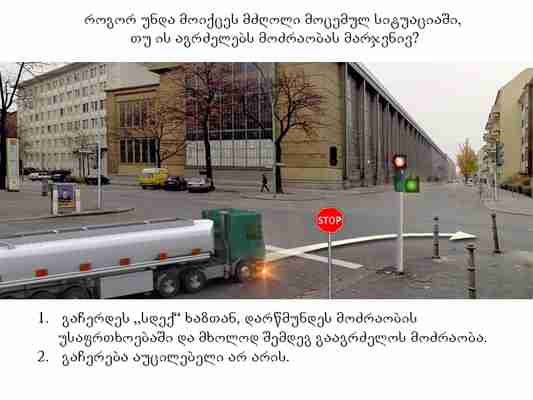 როგორ უნდა მოიქცეს მძღოლი მოცემულ სიტუაციაში,
თუ ის აგრძელებს მოძრაობას მარჯვნივ?
STOP
1. გაჩერდეს „სდექ“ ხაზთან, დარწმუნდეს მოძრაობის
უსაფრთხოებაში და მხოლოდ შემდეგ გააგრძელოს მოძრაობა.
2. გაჩერება აუცილებელი არ არის.